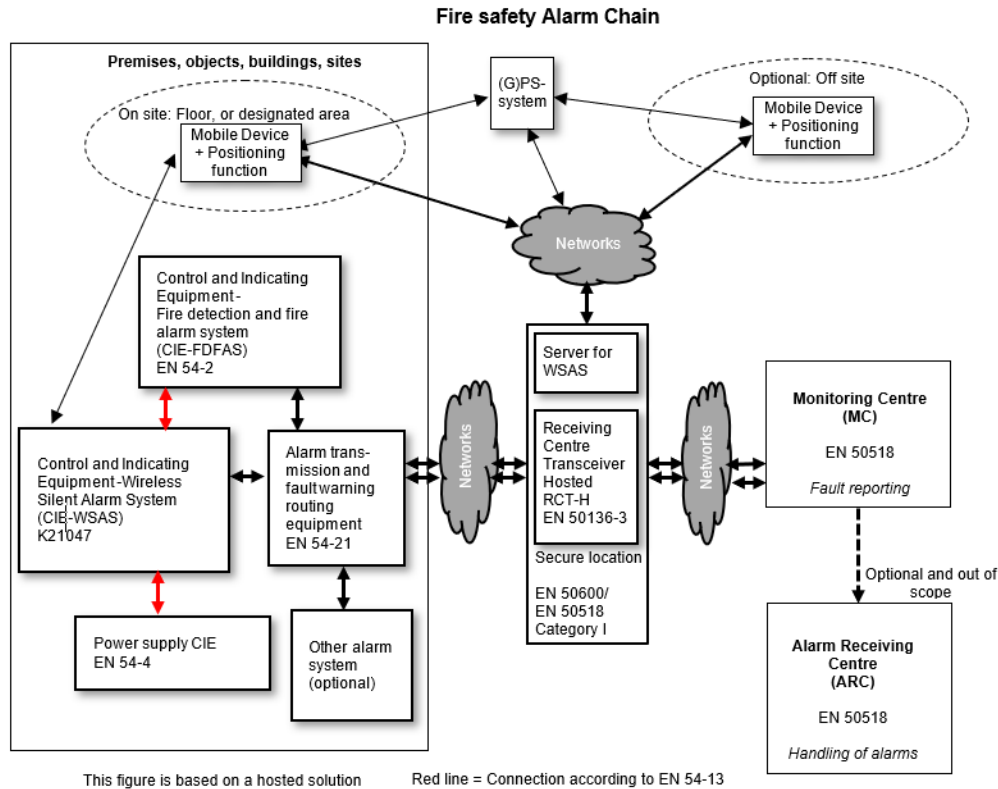 Fire safety Alarm Chain
Premises, objects, buildings, sites
On site: Floor, or designated area
Mobile Device
+ Positioning
function
(G)PS-
system
Optional: Off site
Mobile Device
+ Positioning
function
Networks
Control and Indicating
Equipment-
Fire detection and fire
alarm system
(CIE-FDFAS)
EN 54-2
Control and Indicating
Equipment-Wireless
Silent Alarm System
(CIE-WSAS)
K21047
Alarm trans-
mission and
fault warning
routing
equipment
EN 54-21
Power supply CIE
EN 54-4
Other alarm
system
(optional)
Networks
Server for
WSAS
Receiving
Centre
Transceiver
Hosted
RCT-H
EN 50136-3
Secure location
EN 50600/
EN 50518
Category I
Networks
Monitoring Centre
(MC)
EN 50518
Fault reporting
Optional and out of
scope
Alarm Receiving
Centre
(ARC)
EN 50518
Handling of alarms
This figure is based on a hosted solution
Red line = Connection according to EN 54-13